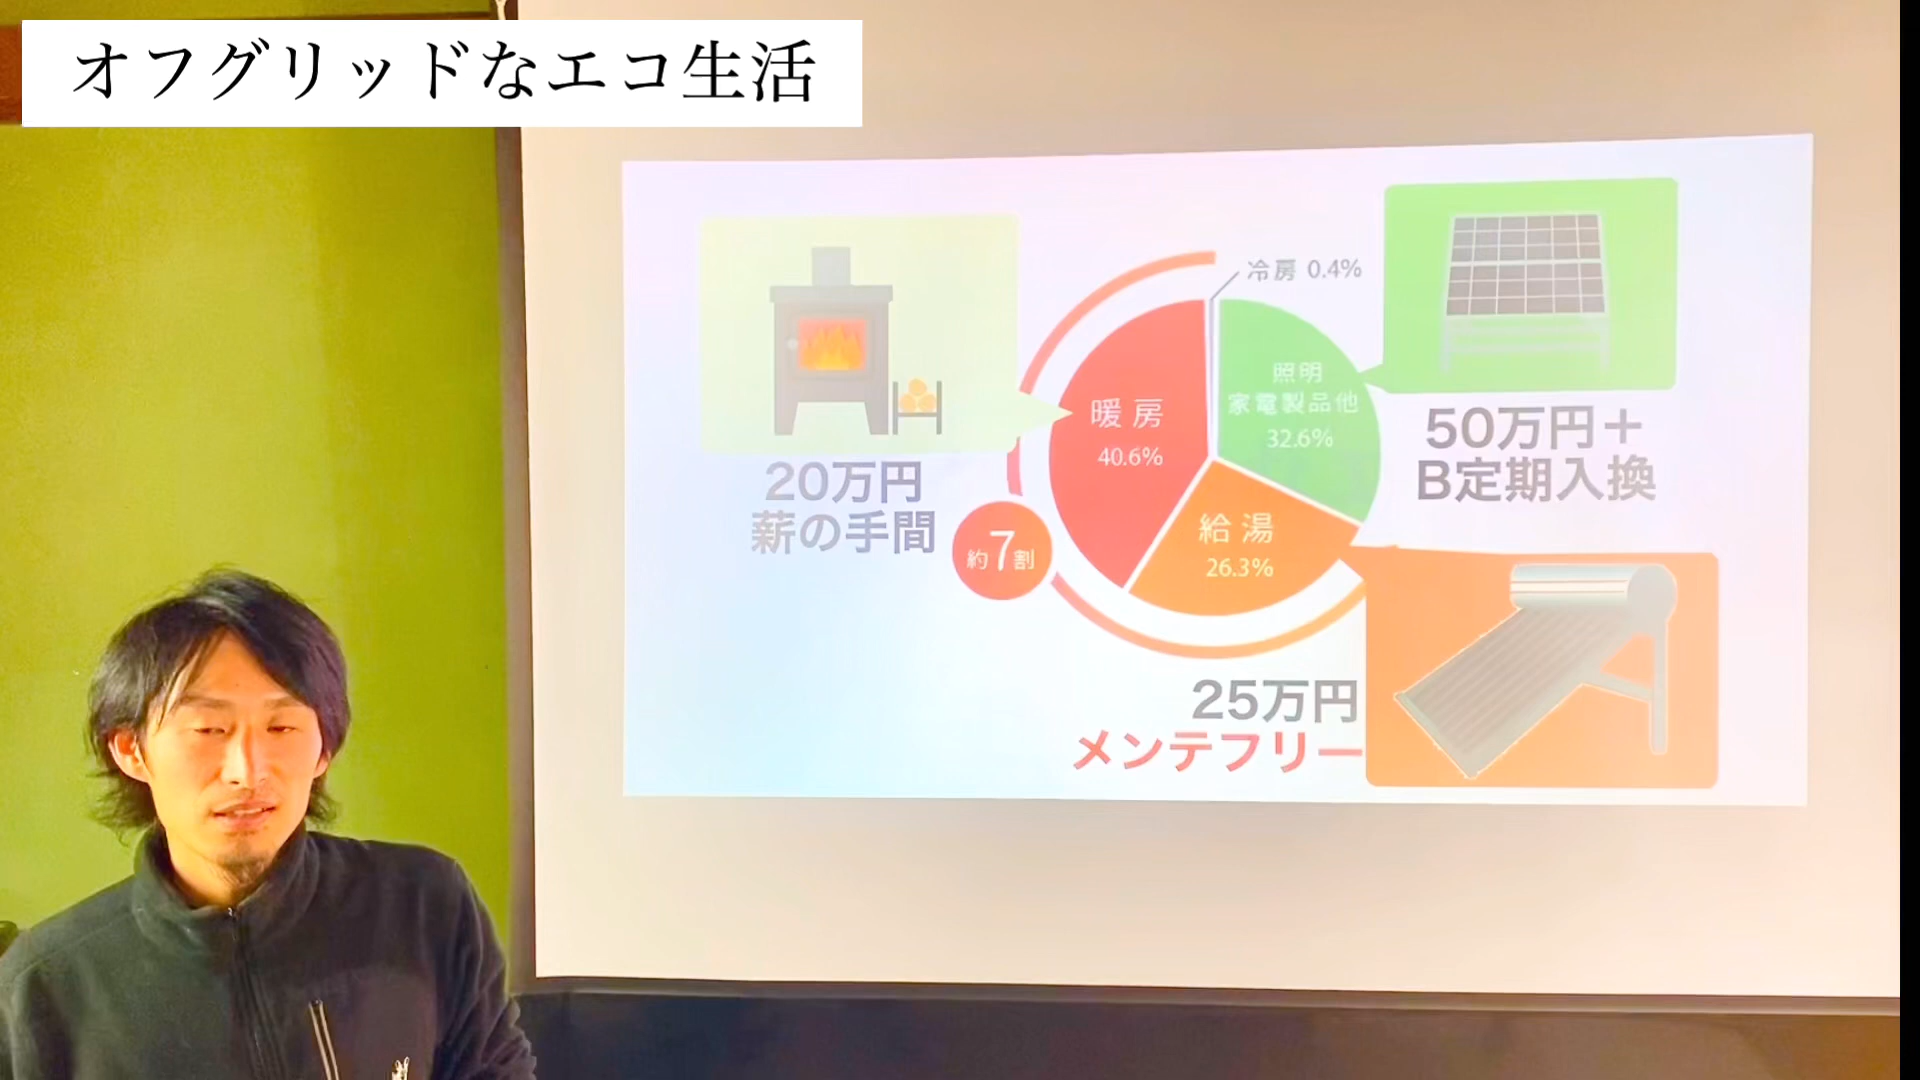 オフグリッドなエコ生活
冷房 0.4%
照明
家電製品他
32.6%
暖房
40.6%
給湯
26.3%
約7割
20万円
薪の手間
50万円＋
B定期入換
25万円
メンテフリー